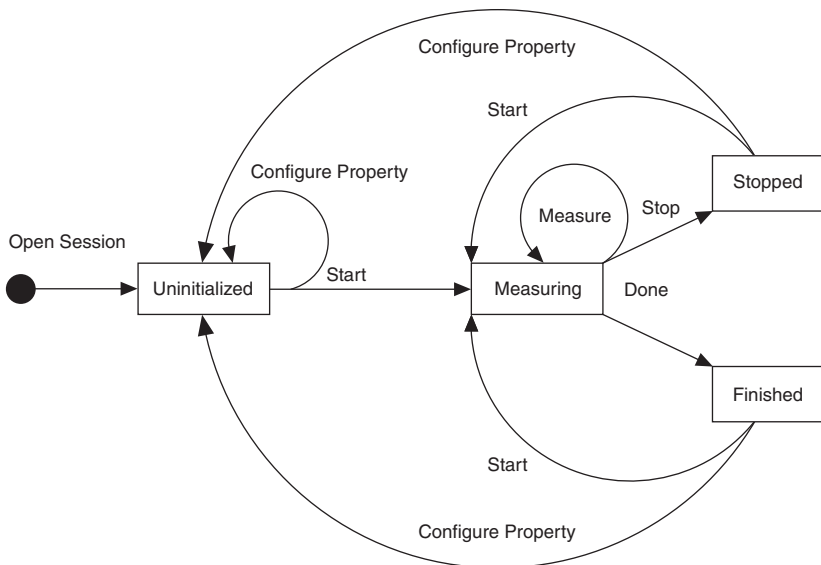 Configure Property
Start
Configure Property
Stopped
Measure
Stop
Open Session
Uninitialized
Start
Measuring
Done
Finished
Start
Configure Property